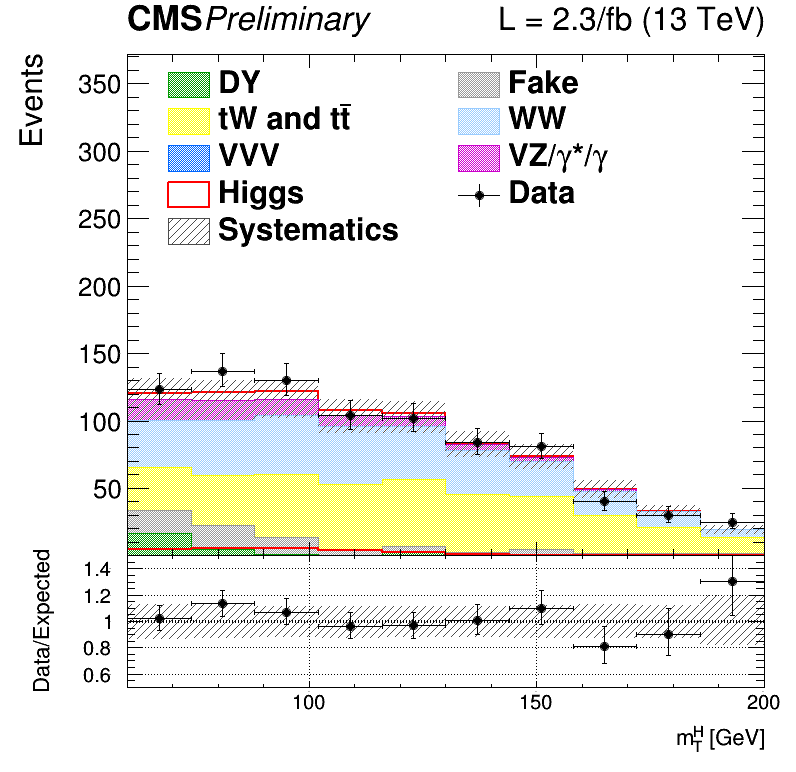 CMS Preliminary L = 2.3/fb (13 TeV)
Events
350
300
250
200
150
100
50
DY Fake
tW and tt̄ WW
VVV VZ/γ*/γ
Higgs Data
Systematics
Data/Expected
1.4
1.2
1
0.8
0.6
100 150 200
m_T^H [GeV]